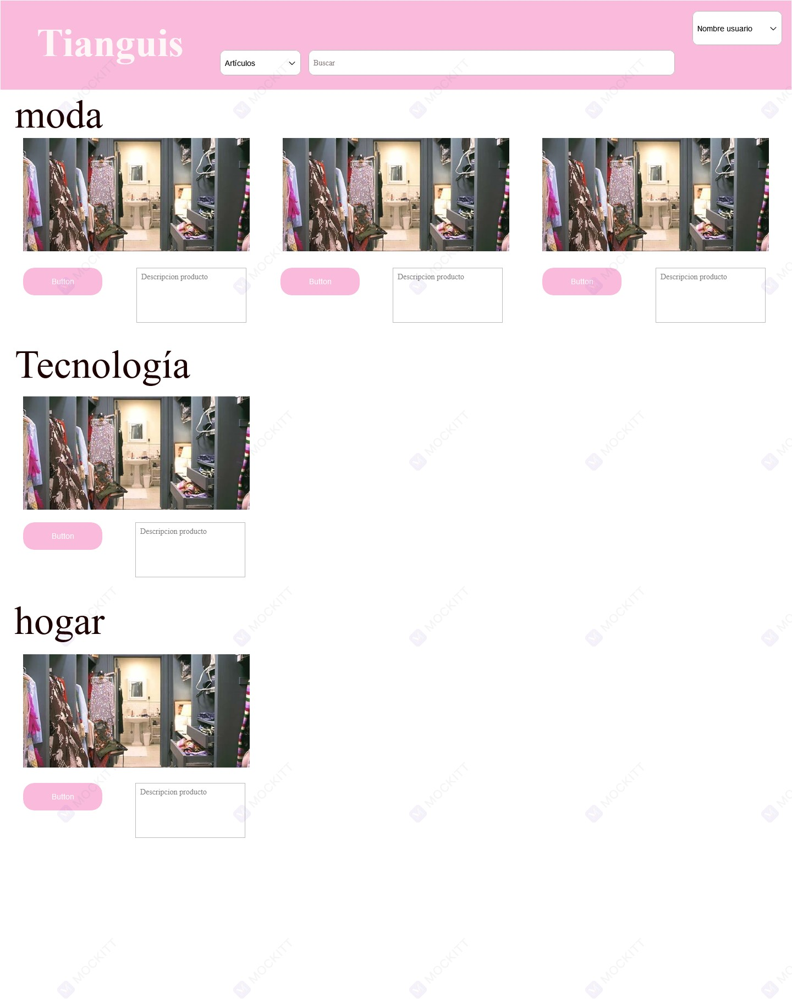 Tianguis
Nombre usuario
Artículos
Buscar
moda
Button
Descripcion producto
Button
Descripcion producto
Button
Descripcion producto
Tecnología
Button
Descripcion producto
hogar
Button
Descripcion producto
MOCKITT